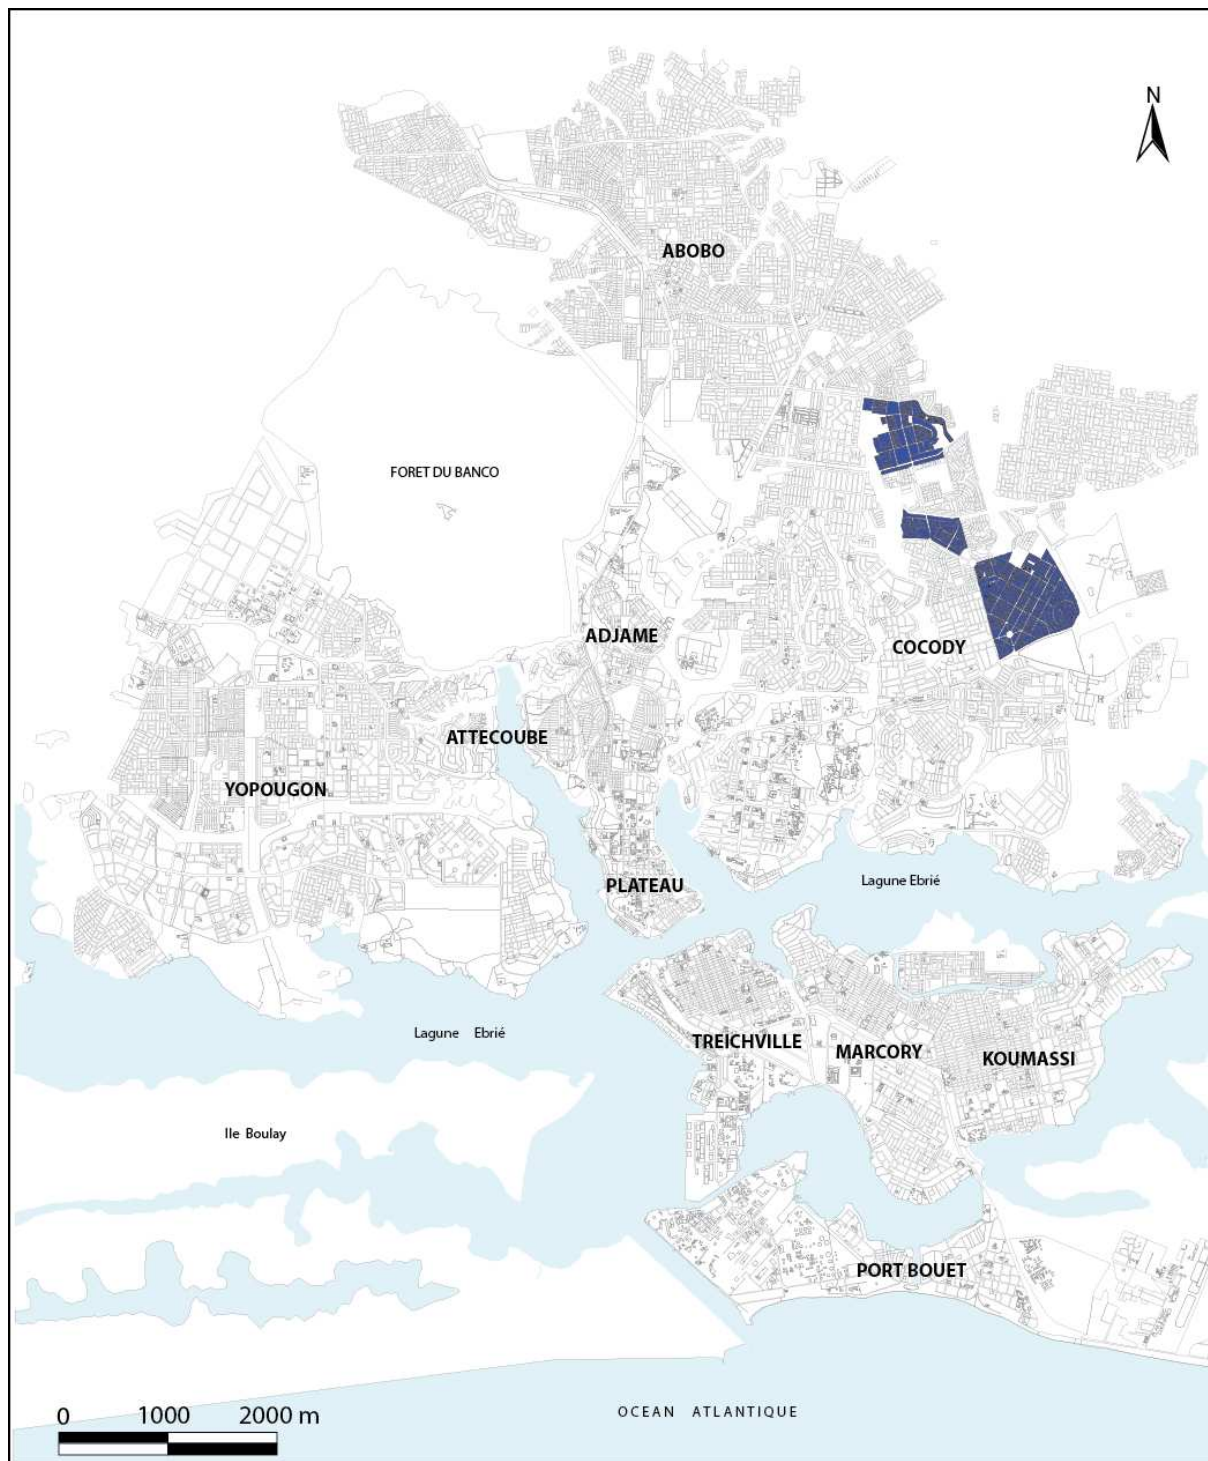 N
ABOBO
FORET DU BANCO
ADJAME
COCODY
ATTECOUBE
YOPOUGON
PLATEAU
Lagune Ebrié
Lagune Ebrié
TREICHVILLE
MARCORY
KOUMASSI
Ile Boulay
PORT BOUET
0 1000 2000 m
OCEAN ATLANTIQUE